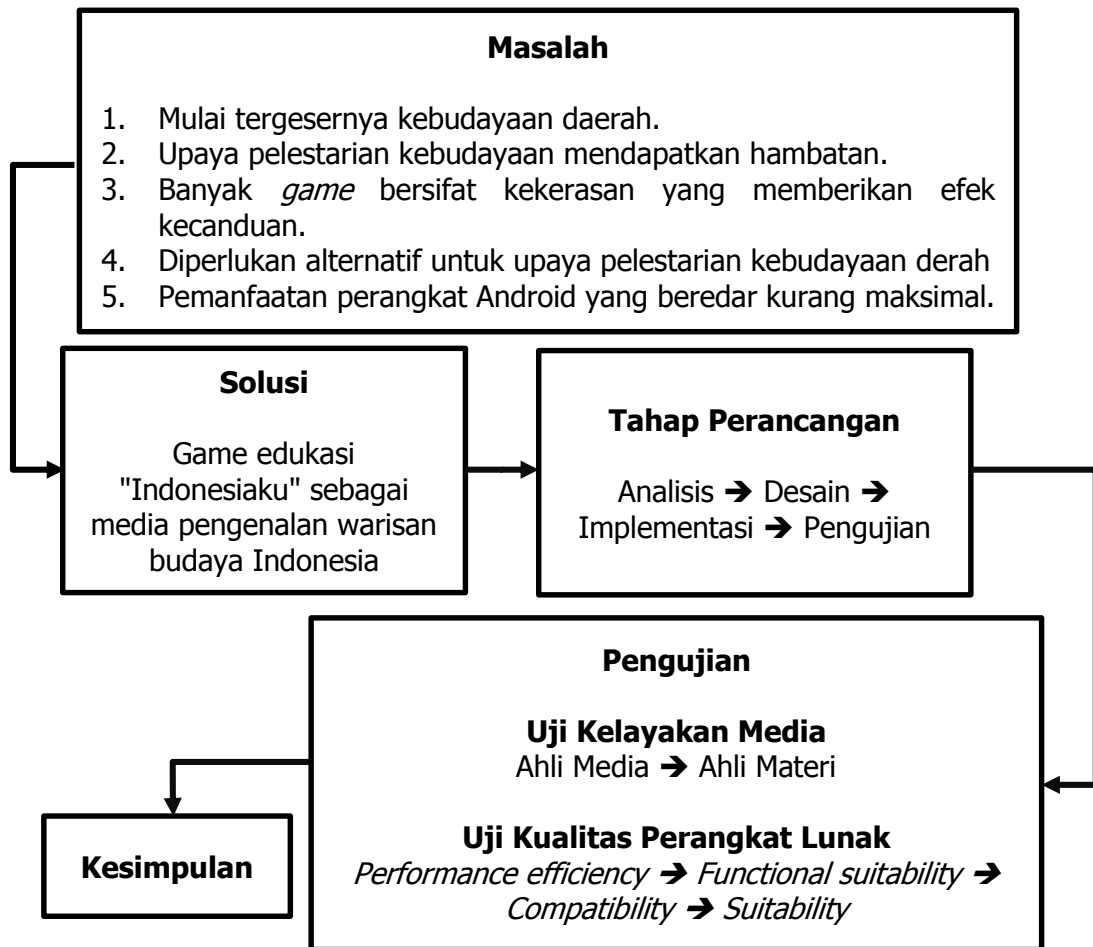 Masalah
1. Mulai tergesernya kebudayaan daerah.
2. Upaya pelestarian kebudayaan mendapatkan hambatan.
3. Banyak game bersifat kekerasan yang memberikan efek
kecanduan.
4. Diperlukan alternatif untuk upaya pelestarian kebudayaan derah
5. Pemanfaatan perangkat Android yang beredar kurang maksimal.
Solusi
Game edukasi
"Indonesiaku" sebagai
media pengenalan warisan
budaya Indonesia
Tahap Perancangan
Analisis ➔ Desain ➔
Implementasi ➔ Pengujian
Pengujian
Uji Kelayakan Media
Ahli Media ➔ Ahli Materi
Uji Kualitas Perangkat Lunak
Performance efficiency ➔ Functional suitability ➔
Compatibility ➔ Suitability
Kesimpulan